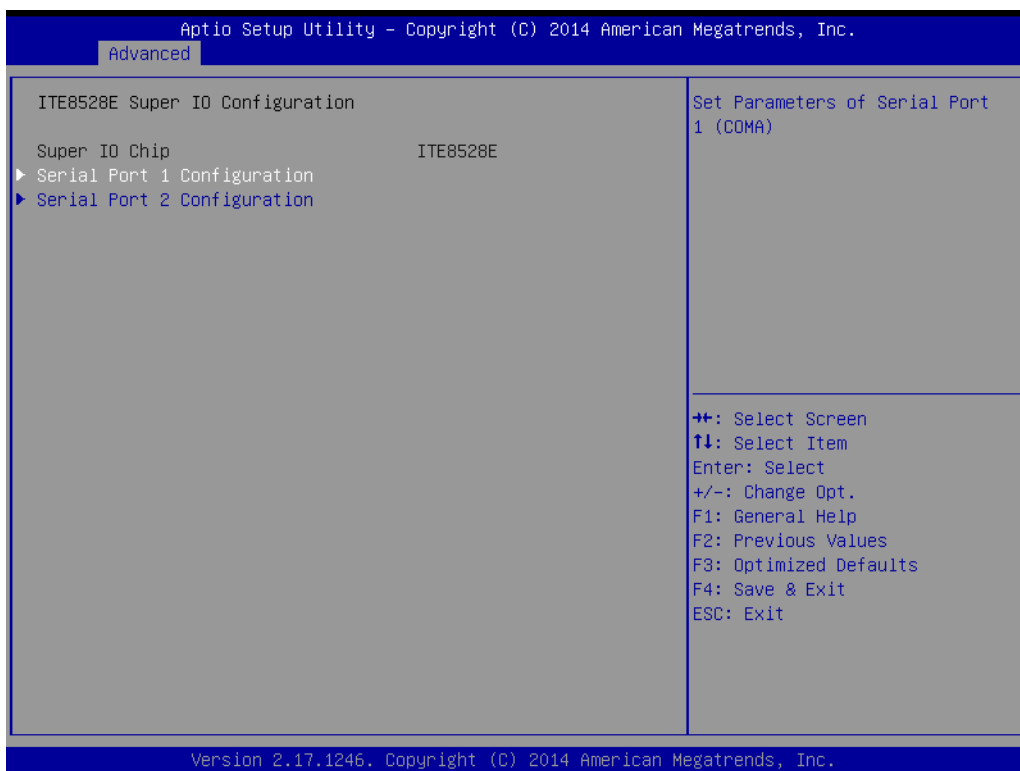 Aptio Setup Utility – Copyright (C) 2014 American Megatrends, Inc.
Advanced
ITE8528E Super IO Configuration
Super IO Chip ITE8528E
▶ Serial Port 1 Configuration
▶ Serial Port 2 Configuration
Set Parameters of Serial Port
1 (COMA)
→←: Select Screen
↑↓: Select Item
Enter: Select
+/-: Change Opt.
F1: General Help
F2: Previous Values
F3: Optimized Defaults
F4: Save & Exit
ESC: Exit
Version 2.17.1246. Copyright (C) 2014 American Megatrends, Inc.